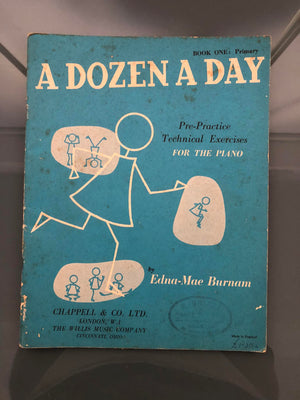 BOOK ONE: Primary
A DOZEN A DAY
Pre-Practice
Technical Exercises
FOR THE PIANO
by
Edna-Mae Burnam
CHAPPELL & CO. LTD.
LONDON, W.1
THE WILLIS MUSIC COMPANY
CINCINNATI, OHIO
Made in England